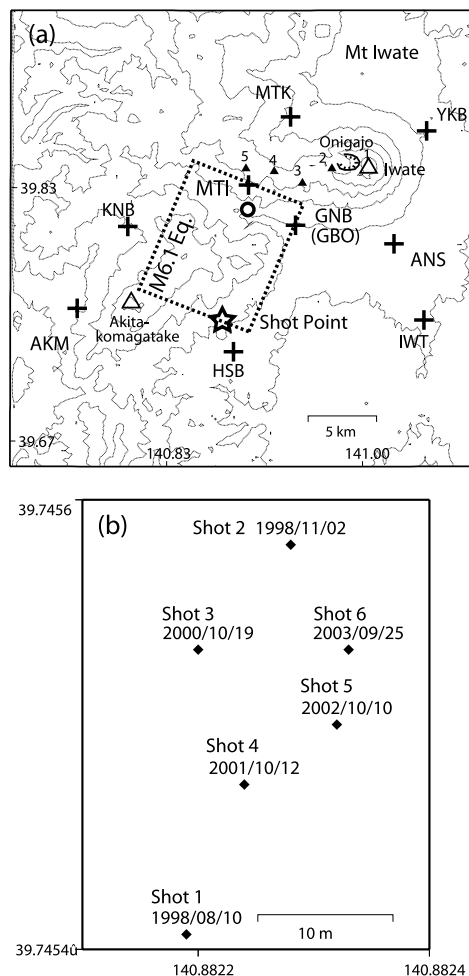 (a)
Mt Iwate
MTK
YKB
Onigajo
5
4
3
2
1
Iwate
39.83
MTI
KNB
GNB
(GBO)
M6.1 Eq.
ANS
Akita-
komagatake
Shot Point
AKM
HSB
IWT
5 km
39.67
140.83
141.00
39.7456
(b)
Shot 2 1998/11/02
Shot 3
2000/10/19
Shot 6
2003/09/25
Shot 5
2002/10/10
Shot 4
2001/10/12
Shot 1
1998/08/10
10 m
39.7454
140.8822
140.8824